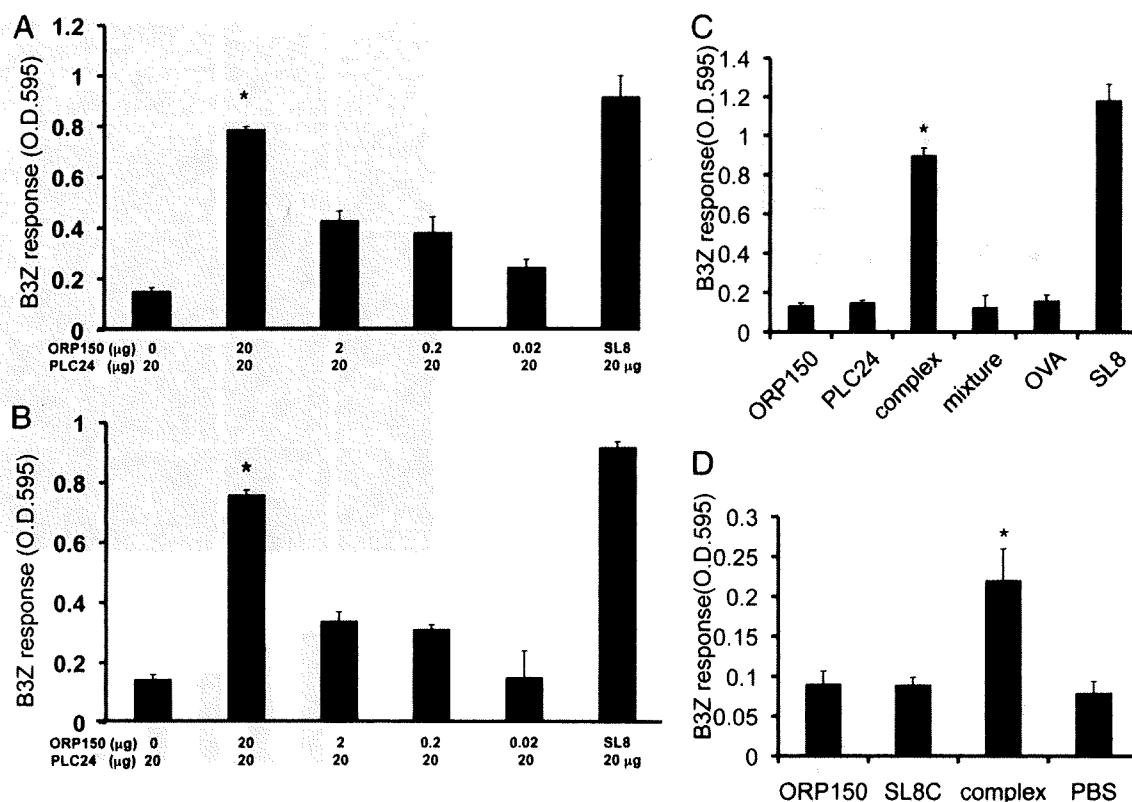 A
B3Z response (O.D.595)
1.2
1
0.8
0.6
0.4
0.2
0
*
ORP150 (µg) 0 20 2 0.2 0.02 SL8
PLC24 (µg) 20 20 20 20 20 20 µg
B
B3Z response (O.D.595)
1
0.8
0.6
0.4
0.2
0
*
ORP150 (µg) 0 20 2 0.2 0.02 SL8
PLC24 (µg) 20 20 20 20 20 20 µg
C
B3Z response(O.D.595)
1.4
1.2
1
0.8
0.6
0.4
0.2
0
*
ORP150 PLC24 complex mixture OVA SL8
D
B3Z response(O.D.595)
0.3
0.25
0.2
0.15
0.1
0.05
0
*
ORP150 SL8C complex PBS